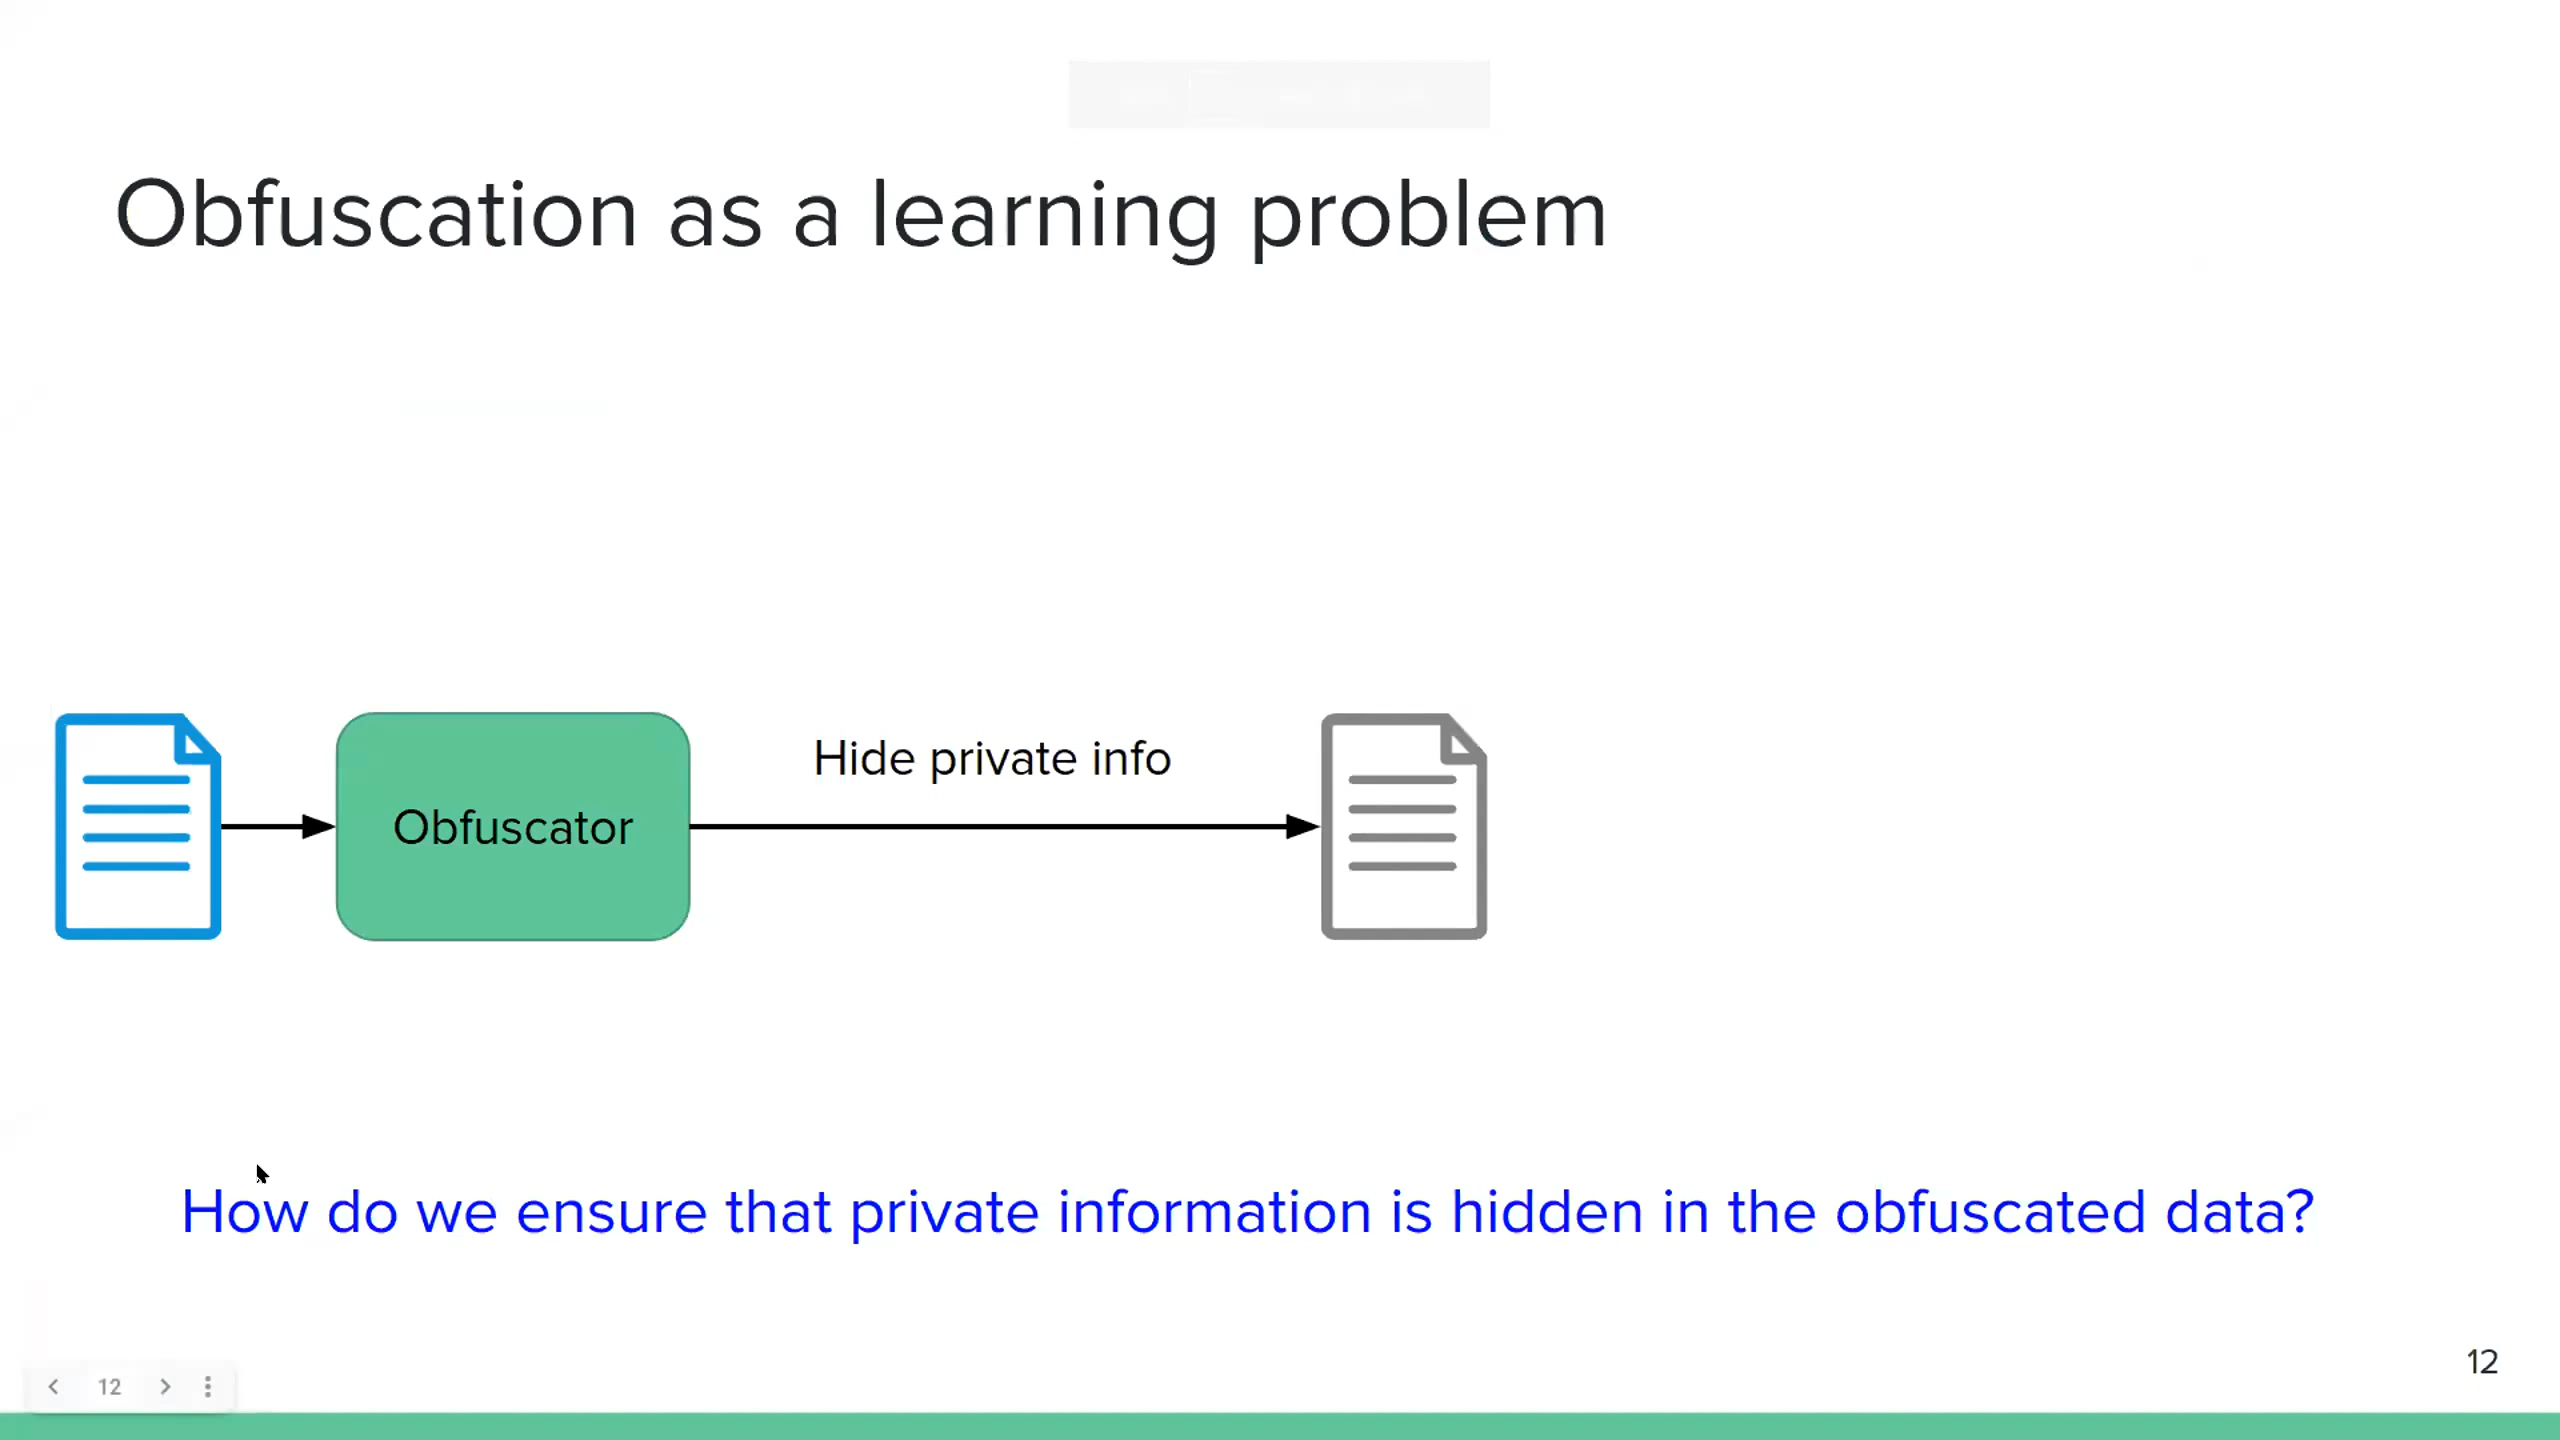 Obfuscation as a learning problem
Hide private info
Obfuscator
How do we ensure that private information is hidden in the obfuscated data?
12
12